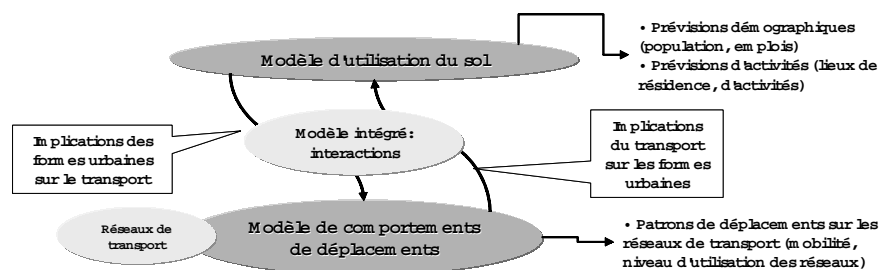 • Prévisions démographiques
(population, emplois)
• Prévisions d'activités (lieux de
résidence, d'activités)
Modèle d'utilisation du sol
Implications des
formes urbaines
sur le transport
Modèle intégré:
interactions
Implications
du transport
sur les formes
urbaines
Réseaux de
transport
Modèle de comportements
de déplacements
• Patrons de déplacements sur les
réseaux de transport (mobilité,
niveau d'utilisation des réseaux)